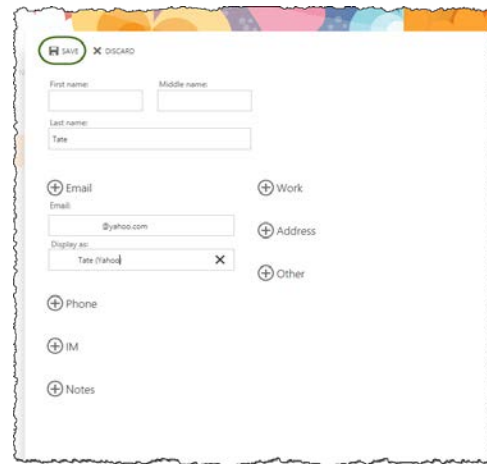 SAVE DISCARD
First name: Middle name:
Last name:
Tate
Email Work
Email:
@yahoo.com
Address
Display as:
Tate (Yahoo
Other
Phone
IM
Notes